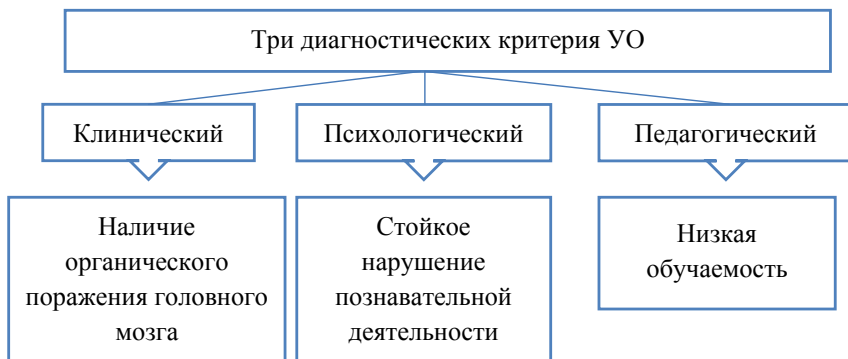 Три диагностических критерия УО
Клинический
Психологический
Педагогический
Наличие
органического
поражения головного
мозга
Стойкое
нарушение
познавательной
деятельности
Низкая
обучаемость